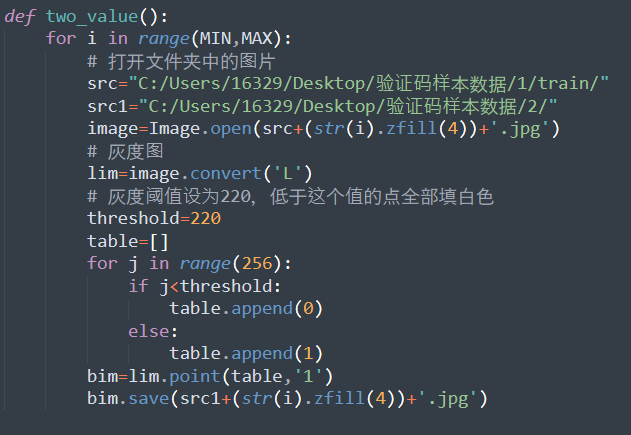 def two_value():
    for i in range(MIN,MAX):
        # 打开文件夹中的图片
        src="C:/Users/16329/Desktop/验证码样本数据/1/train/"
        src1="C:/Users/16329/Desktop/验证码样本数据/2/"
        image=Image.open(src+(str(i).zfill(4))+'.jpg')
        # 灰度图
        lim=image.convert('L')
        # 灰度阈值设为220, 低于这个值的点全部填白色
        threshold=220
        table=[]
        for j in range(256):
            if j<threshold:
                table.append(0)
            else:
                table.append(1)
        bim=lim.point(table,'1')
        bim.save(src1+(str(i).zfill(4))+'.jpg')